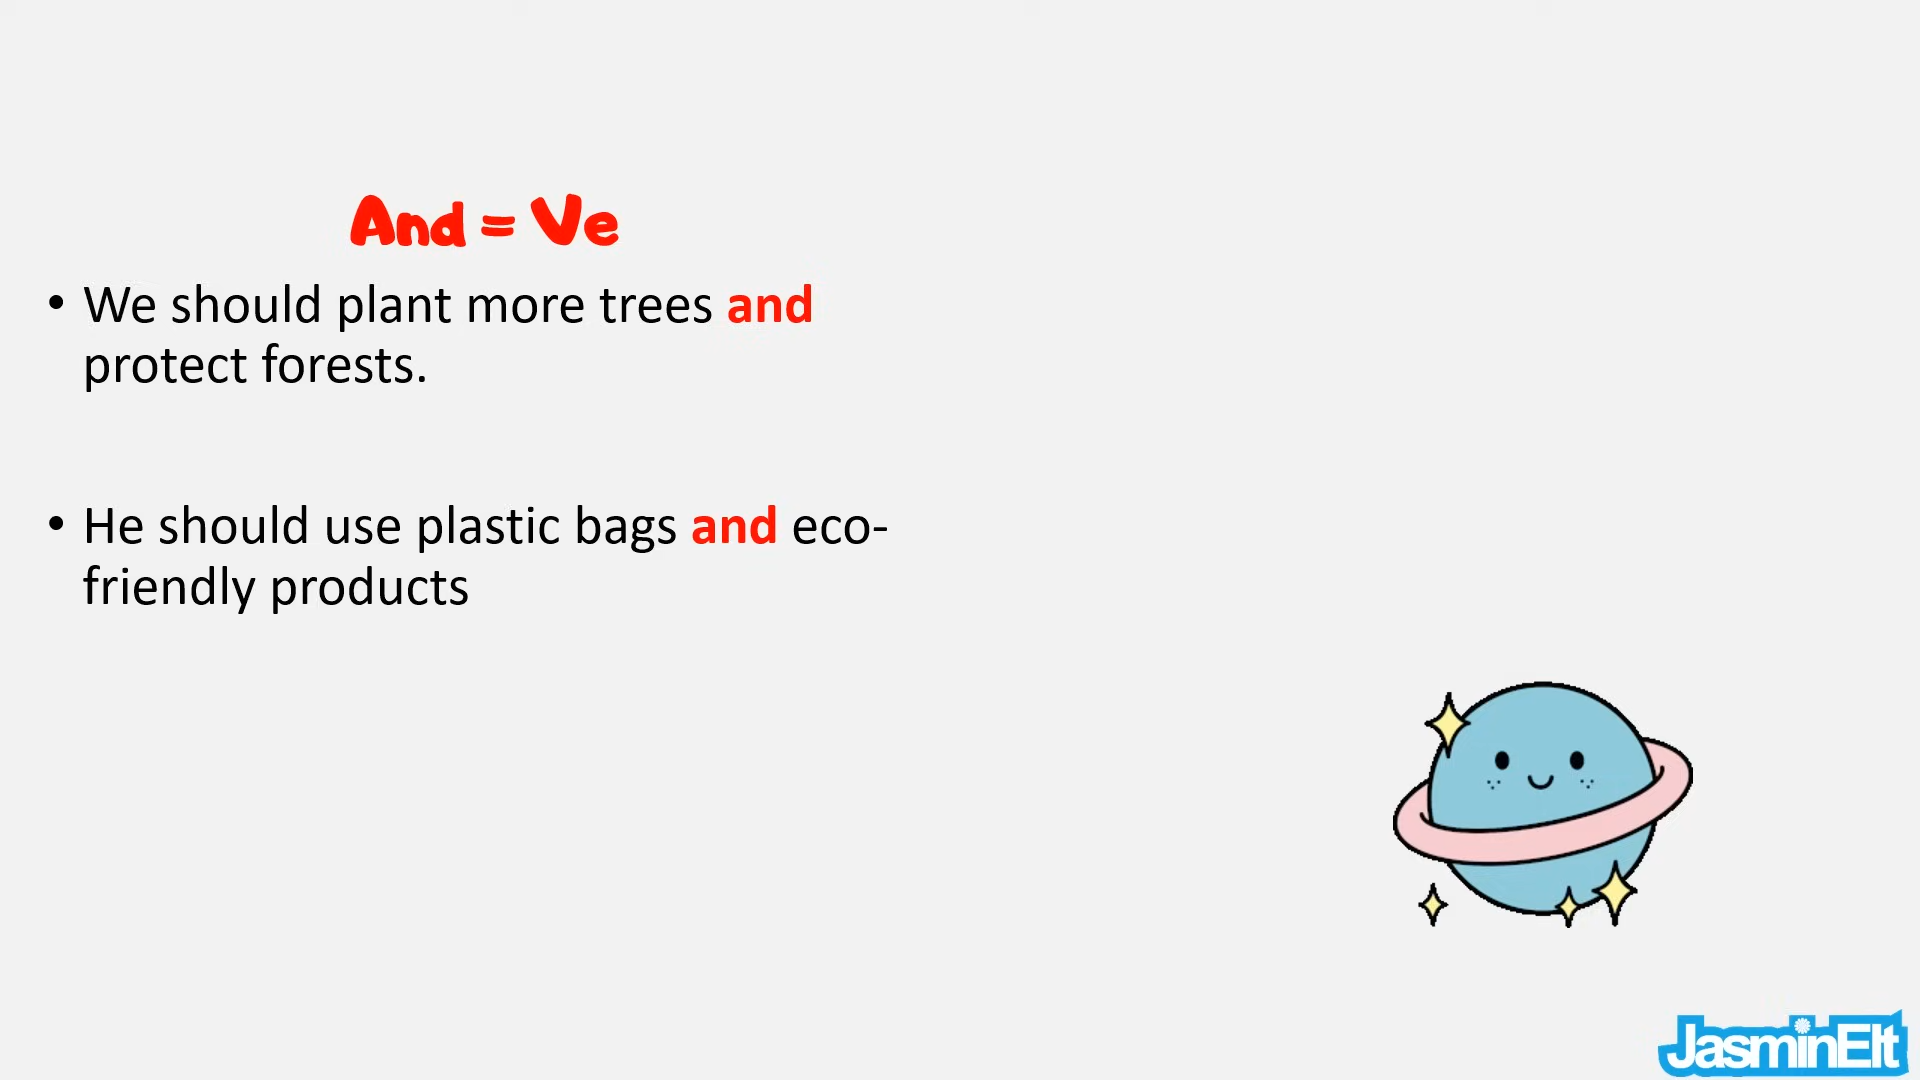 And = Ve
• We should plant more trees and
protect forests.
• He should use plastic bags and eco-
friendly products
JasminElt